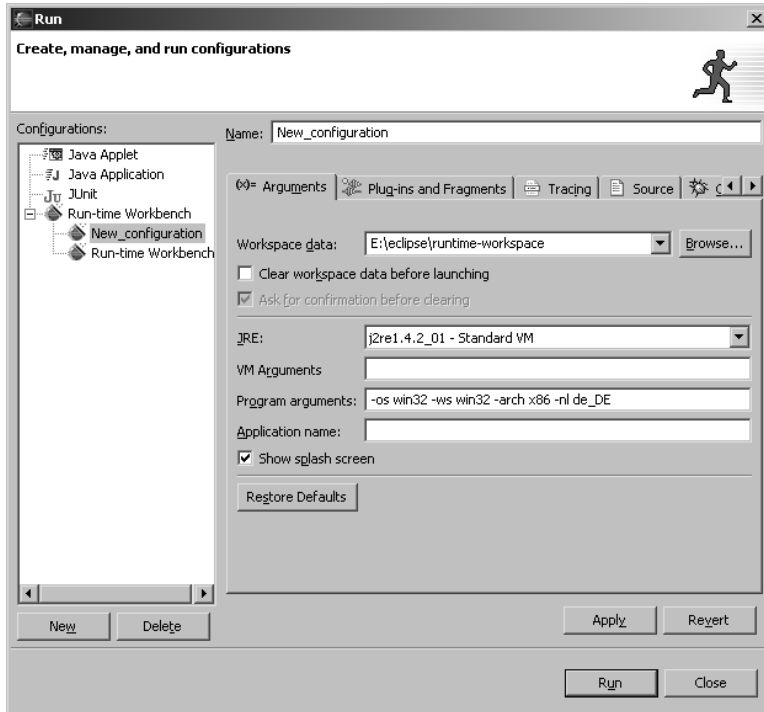 Run
Create, manage, and run configurations
Configurations:
Java Applet
Java Application
Ju JUnit
Run-time Workbench
New_configuration
Run-time Workbench
New
Delete
Name: New_configuration
(x)= Arguments Plug-ins and Fragments Tracing Source C
Workspace data: E:\eclipse\runtime-workspace Browse...
Clear workspace data before launching
Ask for confirmation before clearing
JRE: j2re1.4.2_01 - Standard VM
VM Arguments
Program arguments: -os win32 -ws win32 -arch x86 -nl de_DE
Application name:
Show splash screen
Restore Defaults
Apply Revert
Run Close